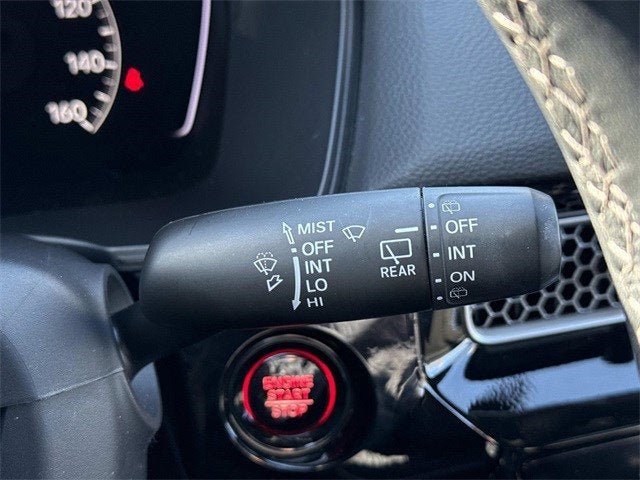 120
140
160
MIST
OFF
INT
LO
HI
REAR
OFF
INT
ON
ENGINE
START
STOP